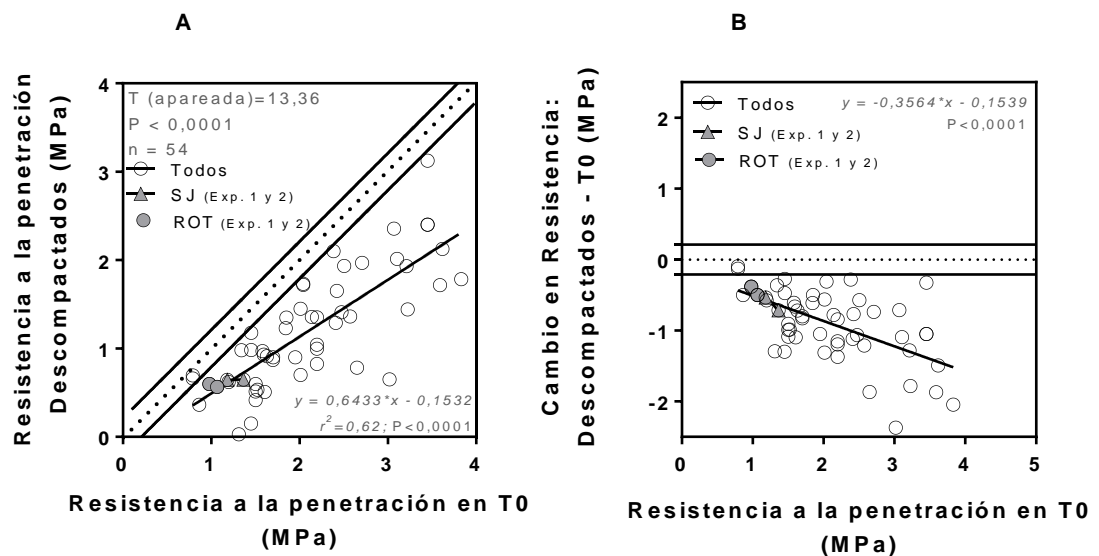 A
Resistencia a la penetración
Descompactados (MPa)
T (apareada)=13,36
P < 0,0001
n = 54
Todos
SJ (Exp. 1 y 2)
ROT (Exp. 1 y 2)
y = 0,6433*x - 0,1532
r²=0,62; P<0,0001
4
3
2
1
0
0 1 2 3 4
Resistencia a la penetración en T0
(MPa)
B
Cambio en Resistencia:
Descompactados - T0 (MPa)
Todos
SJ (Exp. 1 y 2)
ROT (Exp. 1 y 2)
y = -0,3564*x - 0,1539
P<0,0001
2
1
0
-1
-2
0 1 2 3 4 5
Resistencia a la penetración en T0
(MPa)